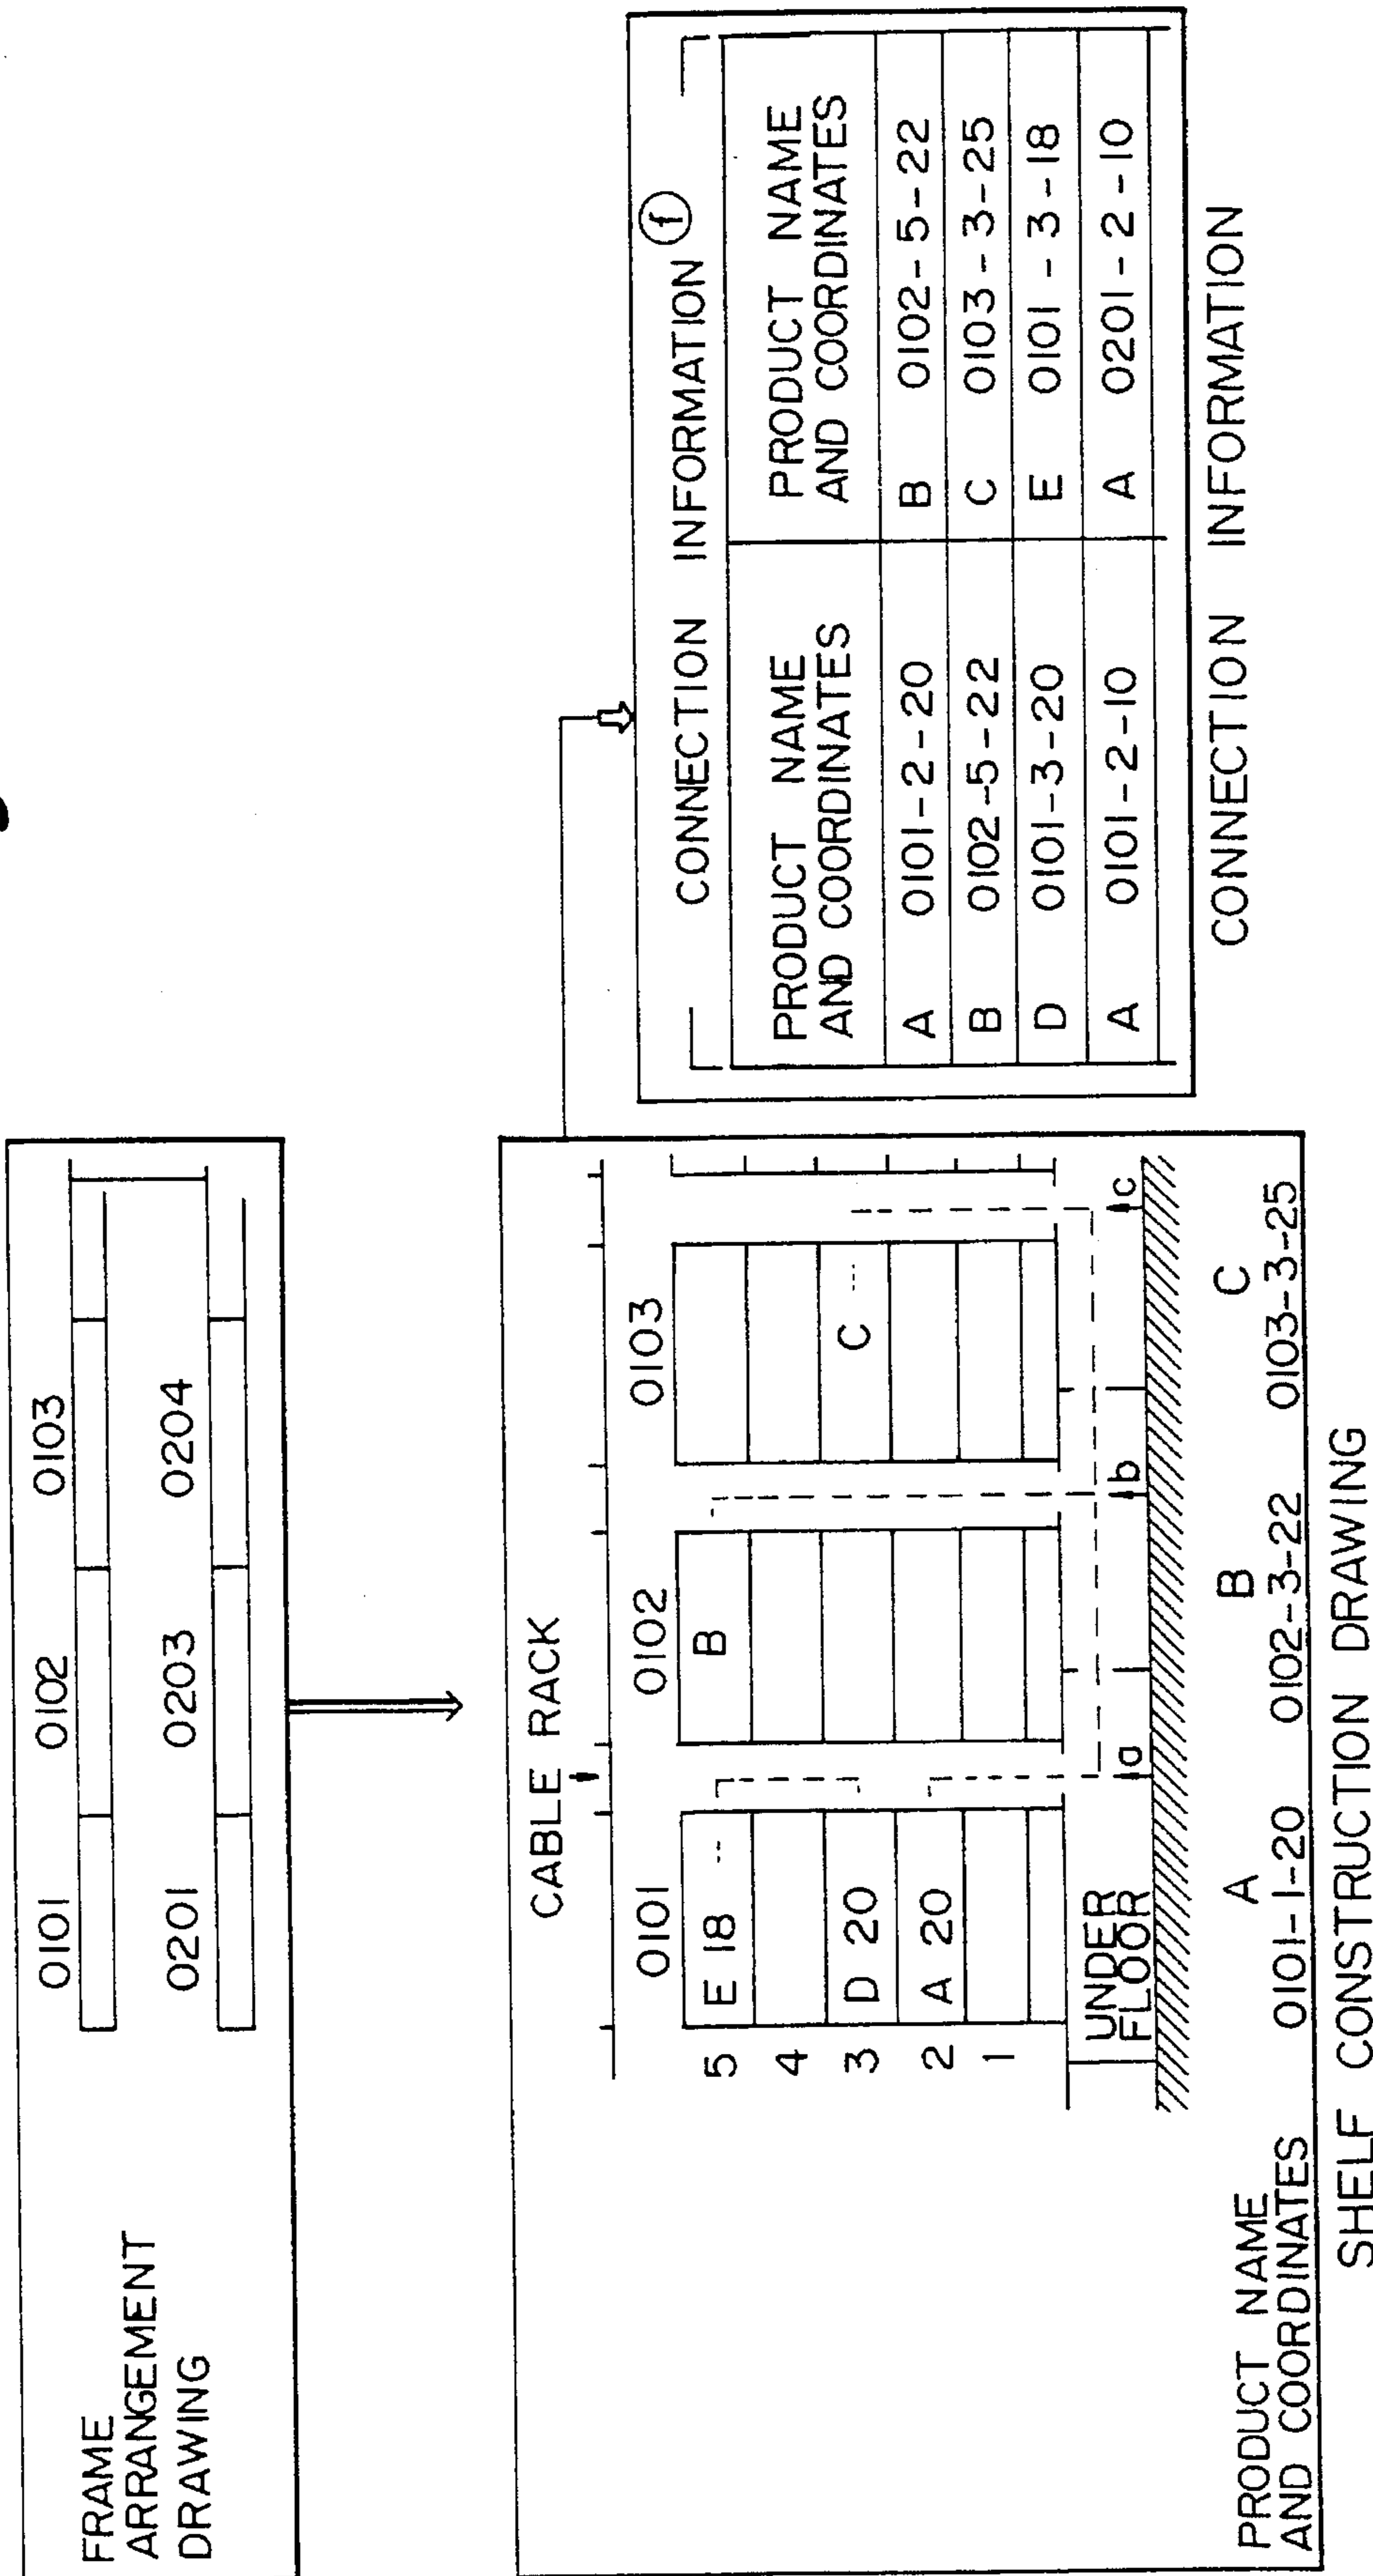 FRAME
ARRANGEMENT
DRAWING
0101 0102 0103
0201 0203 0204
CABLE RACK
0101 0102 0103
5 E 18 B
4
3 D 20 C
2 A 20
1
UNDER
FLOOR
a b c
PRODUCT NAME
AND COORDINATES
A B C
0101-1-20 0102-3-22 0103-3-25
SHELF CONSTRUCTION DRAWING
CONNECTION INFORMATION f
PRODUCT NAME
AND COORDINATES
PRODUCT NAME
AND COORDINATES
A 0101-2-20 B 0102-5-22
B 0102-5-22 C 0103-3-25
D 0101-3-20 E 0101-3-18
A 0101-2-10 A 0201-2-10
CONNECTION INFORMATION